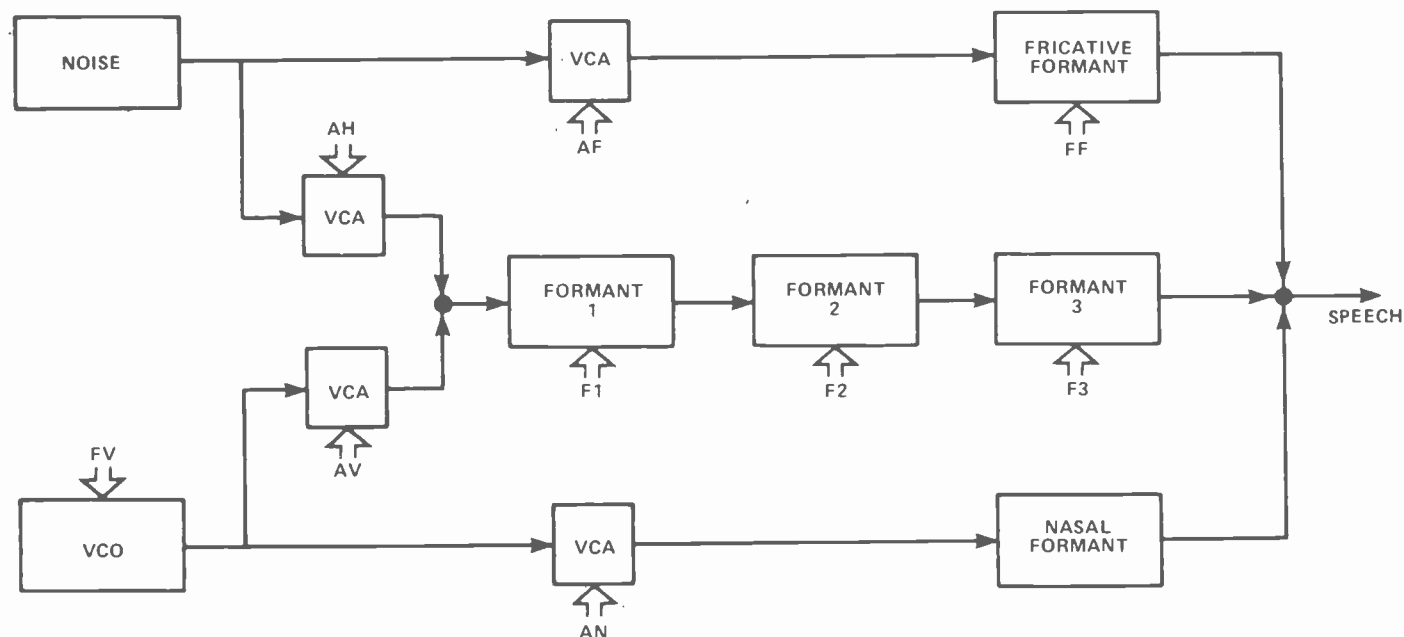 NOISE
VCA
FRICATIVE
FORMANT
AH
AF
FF
VCA
FORMANT
1
FORMANT
2
FORMANT
3
SPEECH
F1
F2
F3
VCA
AV
FV
VCO
VCA
NASAL
FORMANT
AN